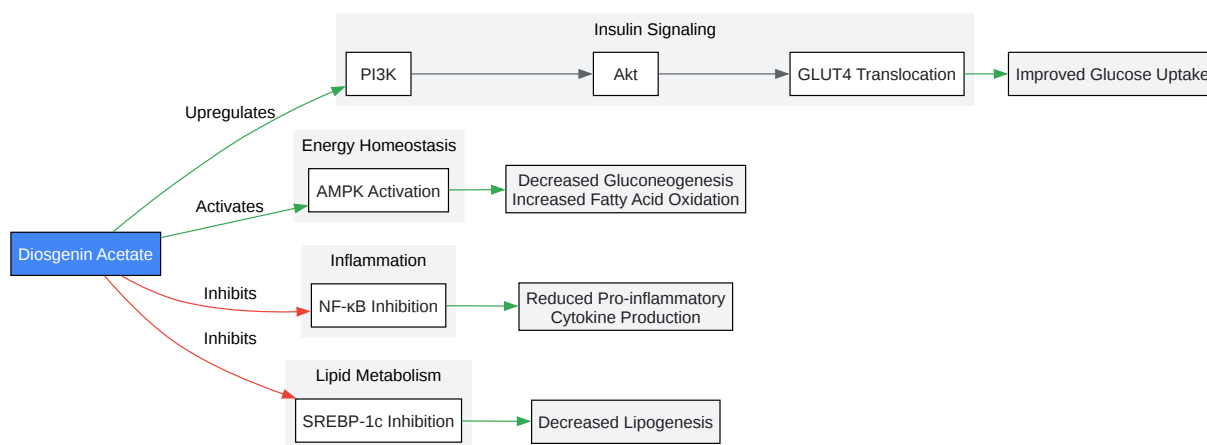 Insulin Signaling
PI3K
Akt
GLUT4 Translocation
Improved Glucose Uptake
Upregulates
Energy Homeostasis
AMPK Activation
Decreased Gluconeogenesis
Increased Fatty Acid Oxidation
Activates
Diosgenin Acetate
Inflammation
Inhibits
NF-κB Inhibition
Reduced Pro-inflammatory
Cytokine Production
Inhibits
Lipid Metabolism
SREBP-1c Inhibition
Decreased Lipogenesis